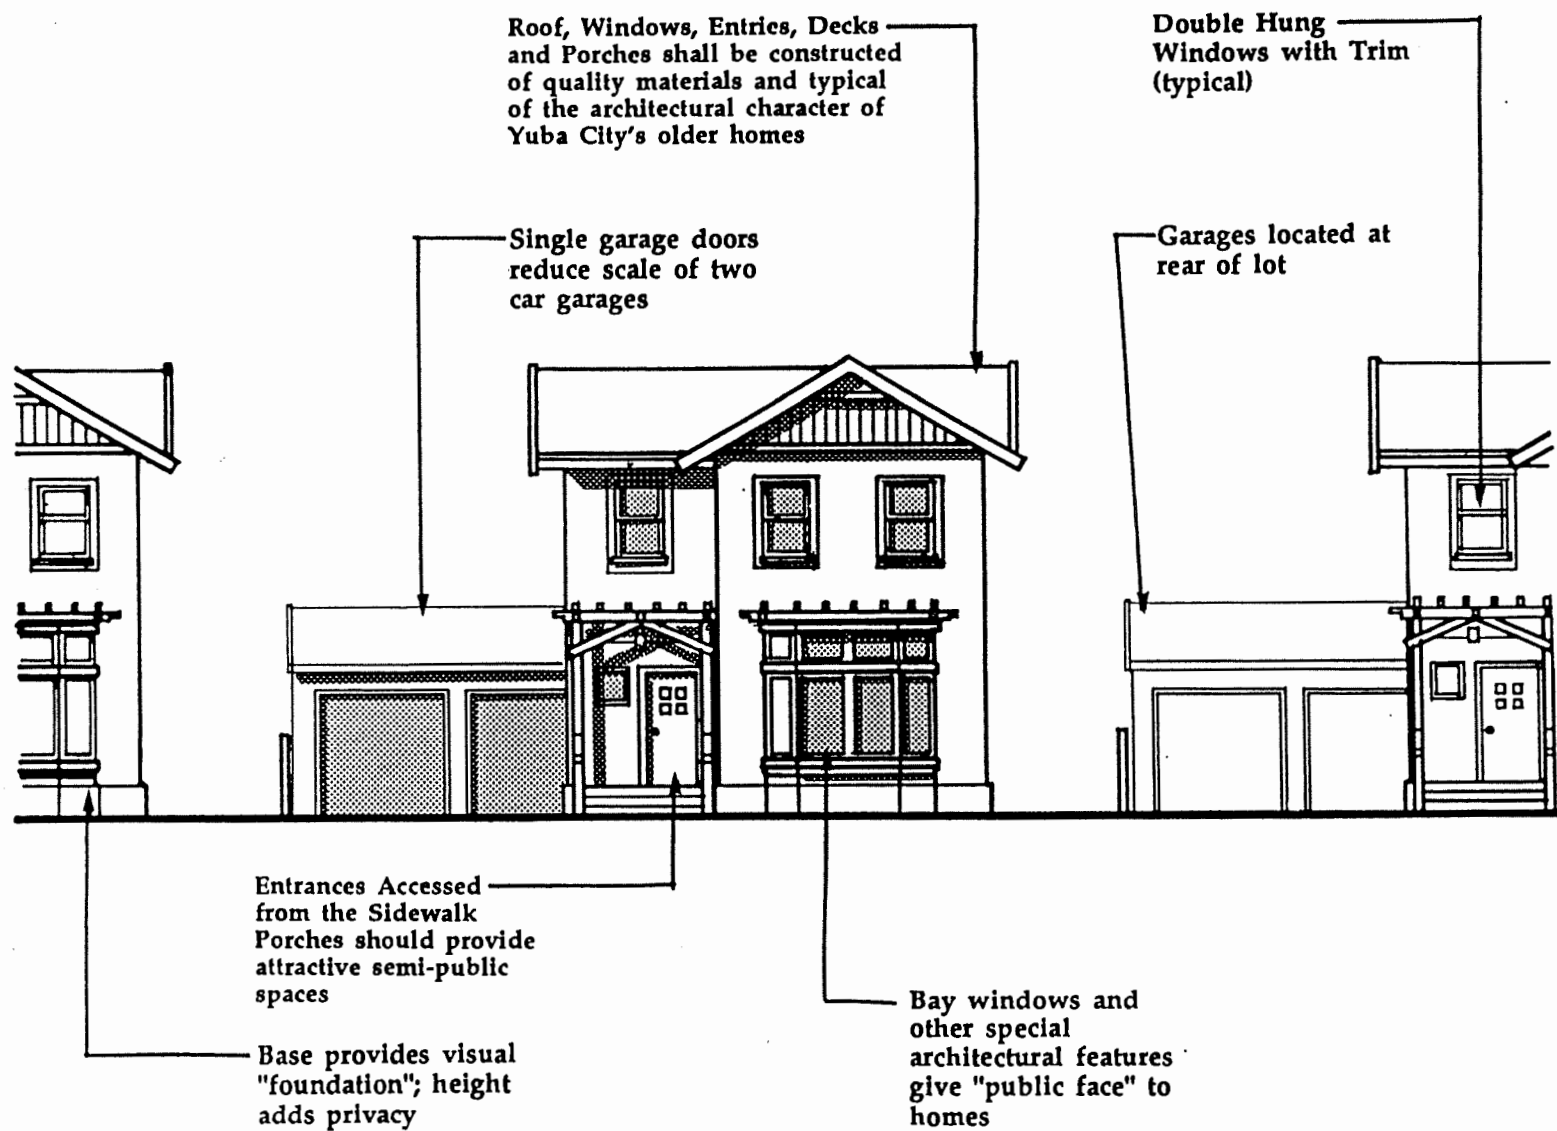 Roof, Windows, Entries, Decks
and Porches shall be constructed
of quality materials and typical
of the architectural character of
Yuba City's older homes
Double Hung
Windows with Trim
(typical)
Single garage doors
reduce scale of two
car garages
Garages located at
rear of lot
Entrances Accessed
from the Sidewalk
Porches should provide
attractive semi-public
spaces
Base provides visual
"foundation"; height
adds privacy
Bay windows and
other special
architectural features
give "public face" to
homes